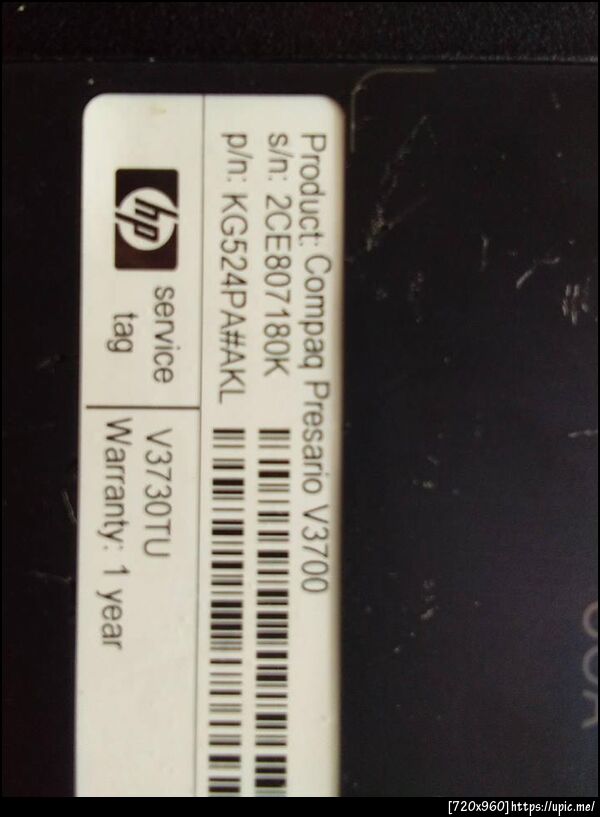 Product: Compaq Presario V3700
s/n: 2CE807180K
p/n: KG524PA#AKL
hp
service
tag
V3730TU
Warranty: 1 year
[720x960]https://upic.me/